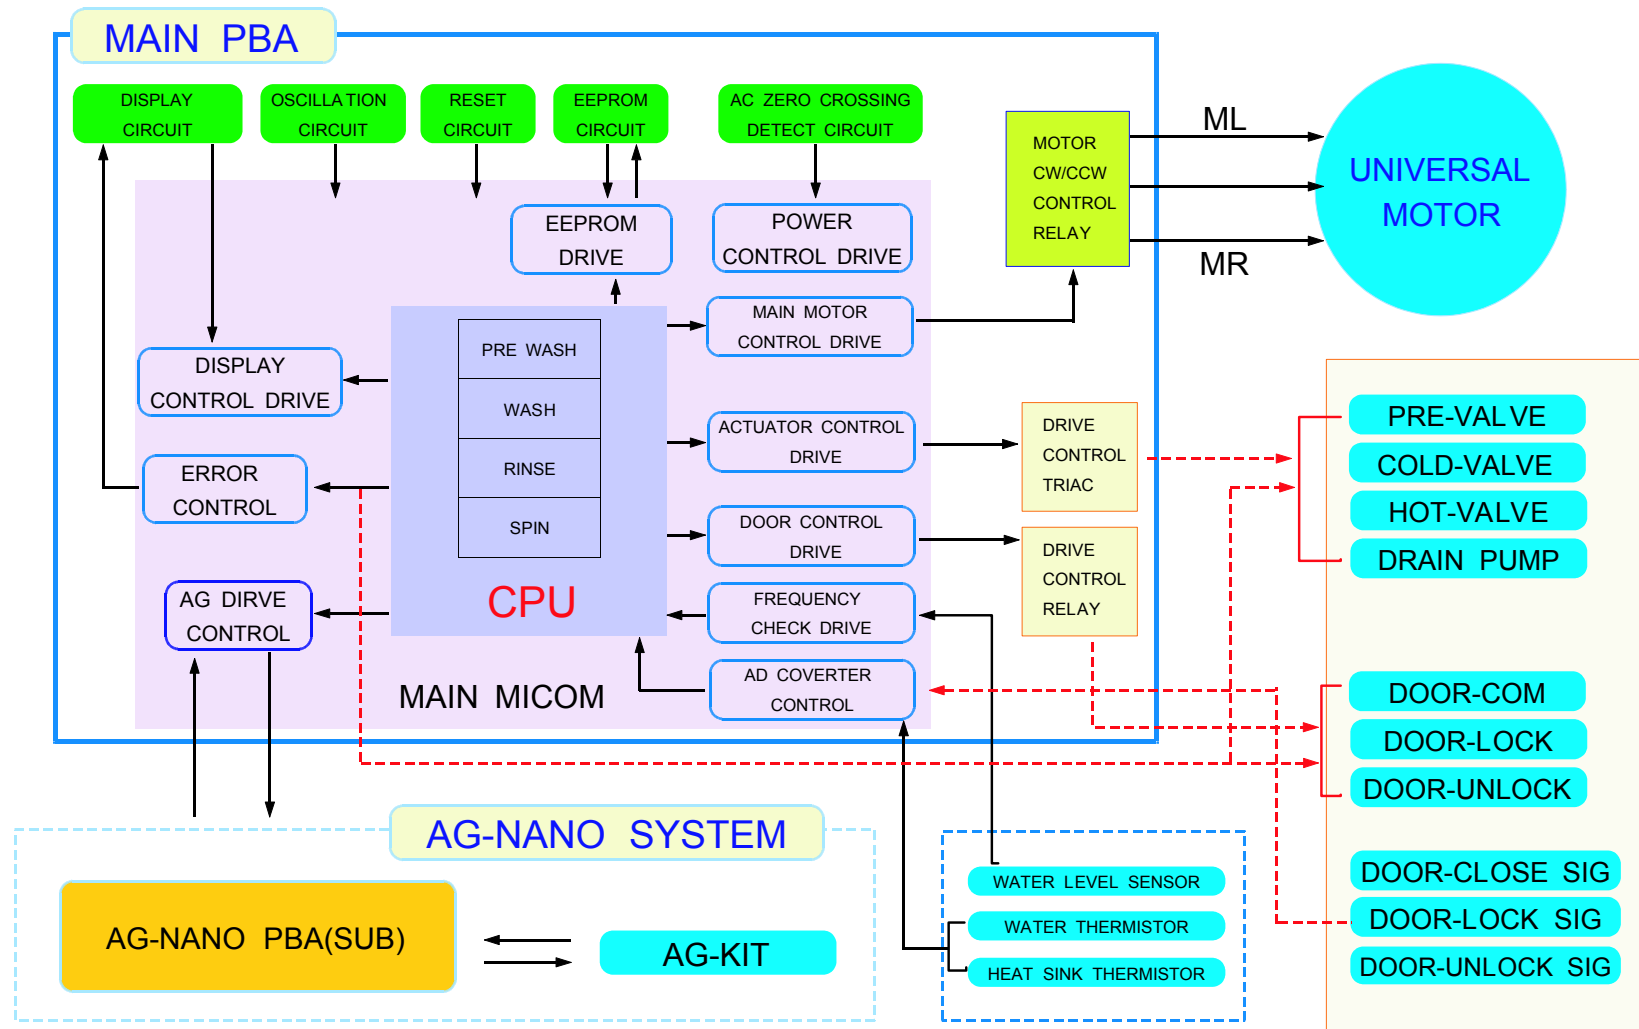 MAIN PBA
DISPLAY
CIRCUIT
OSCILLATION
CIRCUIT
RESET
CIRCUIT
EEPROM
CIRCUIT
AC ZERO CROSSING
DETECT CIRCUIT
MOTOR
CW/CCW
CONTROL
RELAY
ML
MR
UNIVERSAL
MOTOR
EEPROM
DRIVE
POWER
CONTROL DRIVE
MAIN MOTOR
CONTROL DRIVE
DISPLAY
CONTROL DRIVE
PRE WASH
WASH
RINSE
SPIN
CPU
ACTUATOR CONTROL
DRIVE
DRIVE
CONTROL
TRIAC
ERROR
CONTROL
DOOR CONTROL
DRIVE
DRIVE
CONTROL
RELAY
AG DIRVE
CONTROL
FREQUENCY
CHECK DRIVE
AD COVERTER
CONTROL
MAIN MICOM
PRE-VALVE
COLD-VALVE
HOT-VALVE
DRAIN PUMP
DOOR-COM
DOOR-LOCK
DOOR-UNLOCK
DOOR-CLOSE SIG
DOOR-LOCK SIG
DOOR-UNLOCK SIG
AG-NANO SYSTEM
AG-NANO PBA(SUB)
AG-KIT
WATER LEVEL SENSOR
WATER THERMISTOR
HEAT SINK THERMISTOR